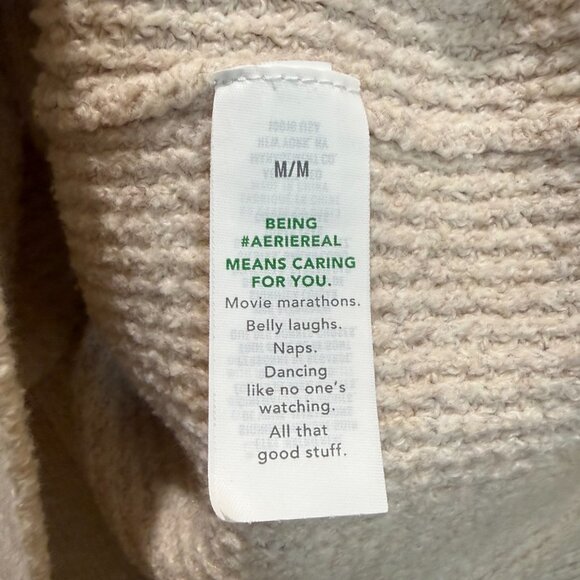 M/M
BEING
#AERIEREAL
MEANS CARING
FOR YOU.
Movie marathons.
Belly laughs.
Naps.
Dancing
like no one's
watching.
All that
good stuff.